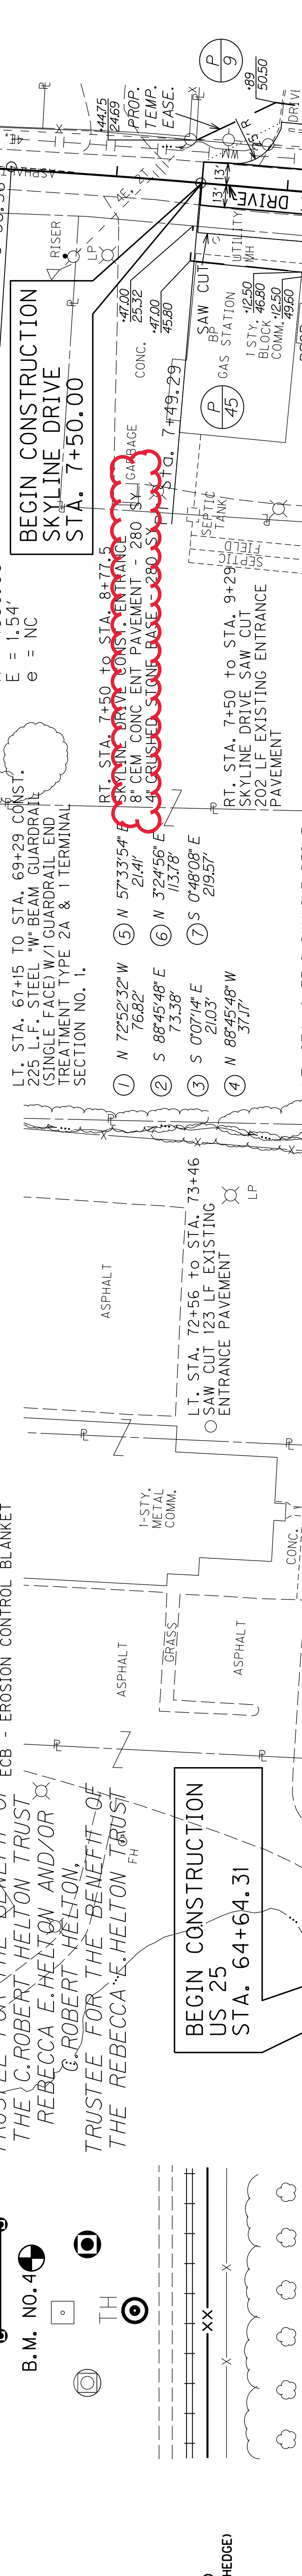 +44.75
24.69
PROP.
TEMP.
EASE.
P
9
+.89
50.50
DRIVE
WM
ASPHALT
RISER
LP
13' 13'
DRIVE
UTILITY
MH
BEGIN CONSTRUCTION
SKYLINE DRIVE
STA. 7+50.00
+47.00
25.32
+47.00
45.80
CONC.
SAW CUT
BP
GAS STATION
1 STY.
BLOCK
COMM.
+12.50
46.80
+12.50
49.60
P
45
Sta. 7+49.29
GARBAGE
SEPTIC
TANK
SEPTIC
FIELD
E = 1.54'
e = NC
RT. STA. 7+50 to STA. 8+77.5
SKYLINE DRIVE CONST. ENTRANCE
8" CEM CONC ENT PAVEMENT - 280 SY
4" CRUSHED STONE BASE - 280 SY
RT. STA. 7+50 to STA. 9+29
SKYLINE DRIVE SAW CUT
202 LF EXISTING ENTRANCE
PAVEMENT
LT. STA. 67+15 TO STA. 69+29 CONST.
225 L.F. STEEL "W" BEAM GUARDRAIL
(SINGLE FACE) W/1 GUARDRAIL END
TREATMENT TYPE 2A & 1 TERMINAL
SECTION NO. 1.
1 N 72°52'32" W
76.82'
2 S 88°45'48" E
73.38'
3 S 0°07'14" E
21.03'
4 N 88°45'48" W
37.17'
5 N 57°33'54" E
21.41'
6 N 3°24'56" E
113.78'
7 S 0°48'08" E
219.57'
LT. STA. 72+56 to STA. 73+46
SAW CUT 123 LF EXISTING
ENTRANCE PAVEMENT
LP
ASPHALT
1-STY.
METAL
COMM.
CONC.
GRASS
ASPHALT
ASPHALT
ECB - EROSION CONTROL BLANKET
THE C.ROBERT HELTON TRUST
REBECCA E.HELTON AND/OR
C.ROBERT HELTON,
TRUSTEE FOR THE BENEFIT OF
THE REBECCA E.HELTON TRUST
FH
BEGIN CONSTRUCTION
US 25
STA. 64+64.31
B.M. NO.4
TH
XX
X
X
HEDGE)